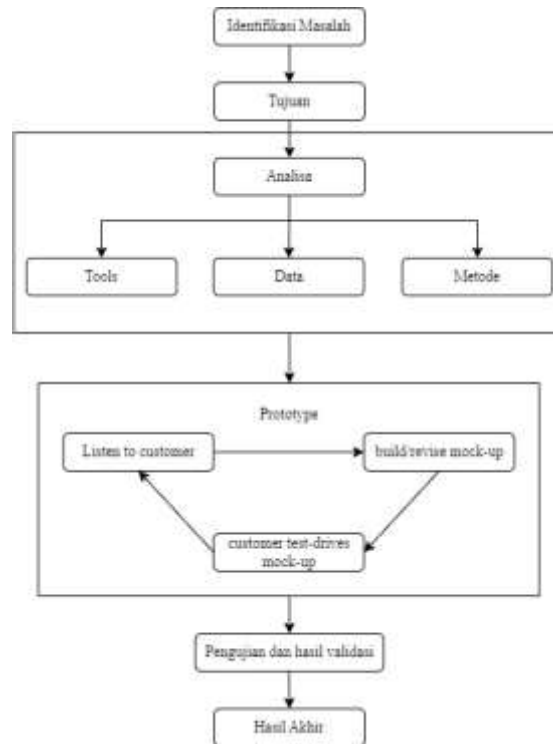 Identifikasi Masalah
Tujuan
Analisa
Tools
Data
Metode
Prototype
Listen to customer
build/revise mock-up
customer test-drives
mock-up
Pengujian dan hasil validasi
Hasil Akhir